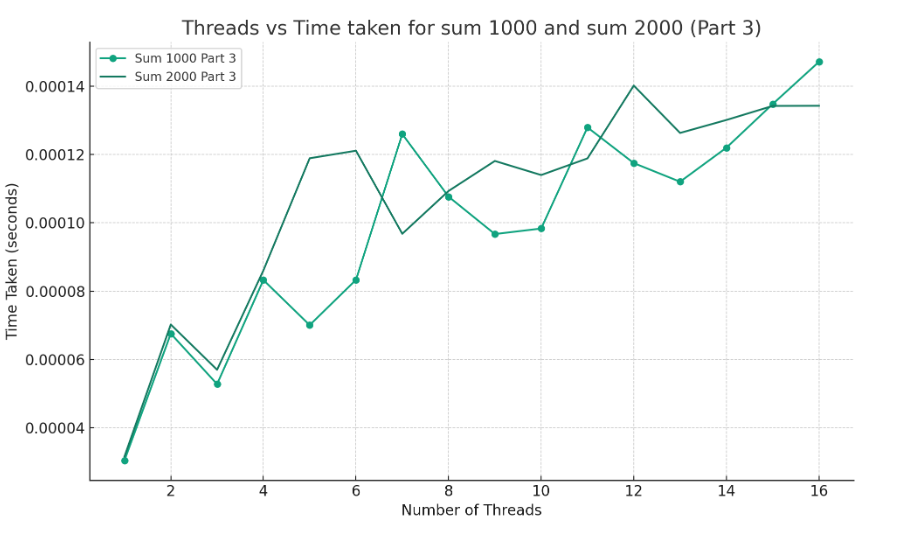 Threads vs Time taken for sum 1000 and sum 2000 (Part 3)
Sum 1000 Part 3
Sum 2000 Part 3
0.00014
0.00012
0.00010
0.00008
0.00006
0.00004
Time Taken (seconds)
2 4 6 8 10 12 14 16
Number of Threads